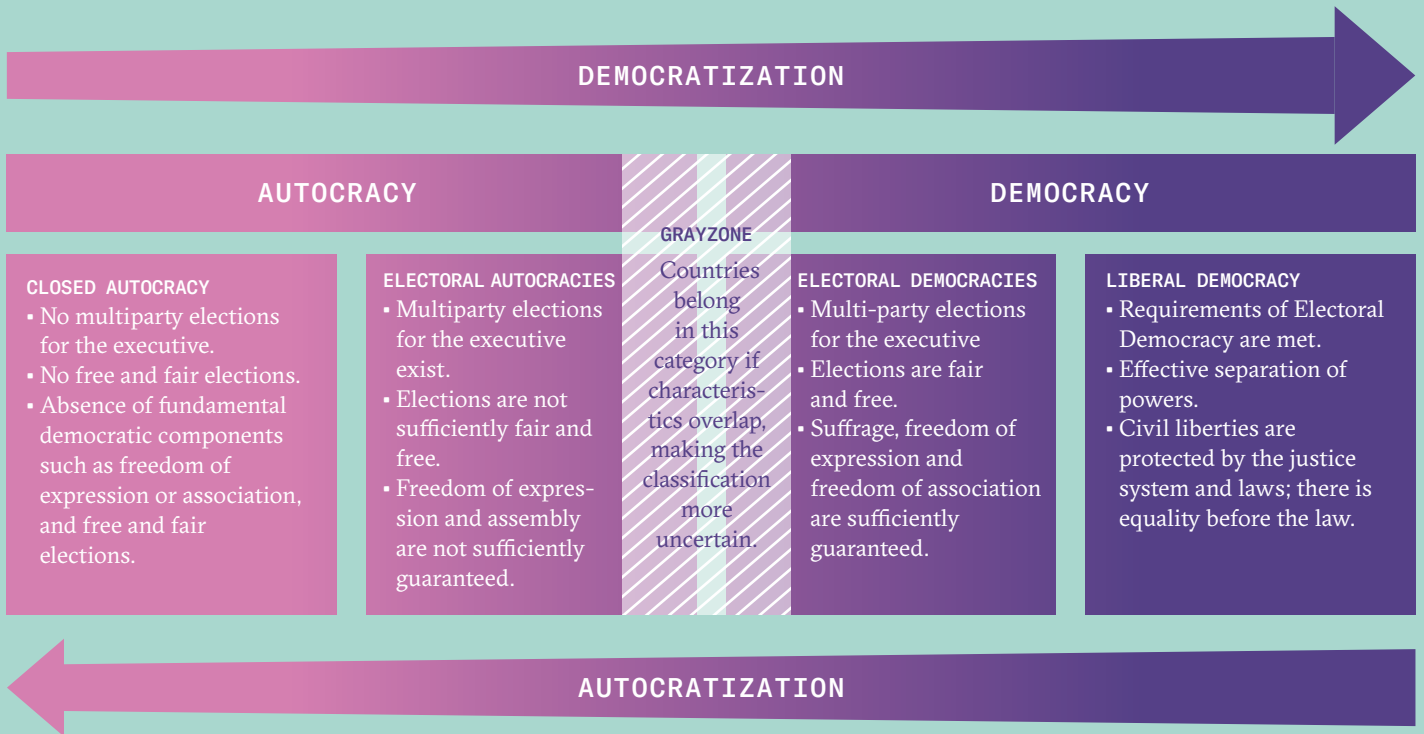 DEMOCRATIZATION
AUTOCRACY
DEMOCRACY
CLOSED AUTOCRACY
▪ No multiparty elections
for the executive.
▪ No free and fair elections.
▪ Absence of fundamental
democratic components
such as freedom of
expression or association,
and free and fair
elections.
ELECTORAL AUTOCRACIES
▪ Multiparty elections
for the executive
exist.
▪ Elections are not
sufficiently fair and
free.
▪ Freedom of expres-
sion and assembly
are not sufficiently
guaranteed.
GRAYZONE
Countries
belong
in this
category if
characteris-
tics overlap,
making the
classification
more
uncertain.
ELECTORAL DEMOCRACIES
▪ Multi-party elections
for the executive
▪ Elections are fair
and free.
▪ Suffrage, freedom of
expression and
freedom of association
are sufficiently
guaranteed.
LIBERAL DEMOCRACY
▪ Requirements of Electoral
Democracy are met.
▪ Effective separation of
powers.
▪ Civil liberties are
protected by the justice
system and laws; there is
equality before the law.
AUTOCRATIZATION